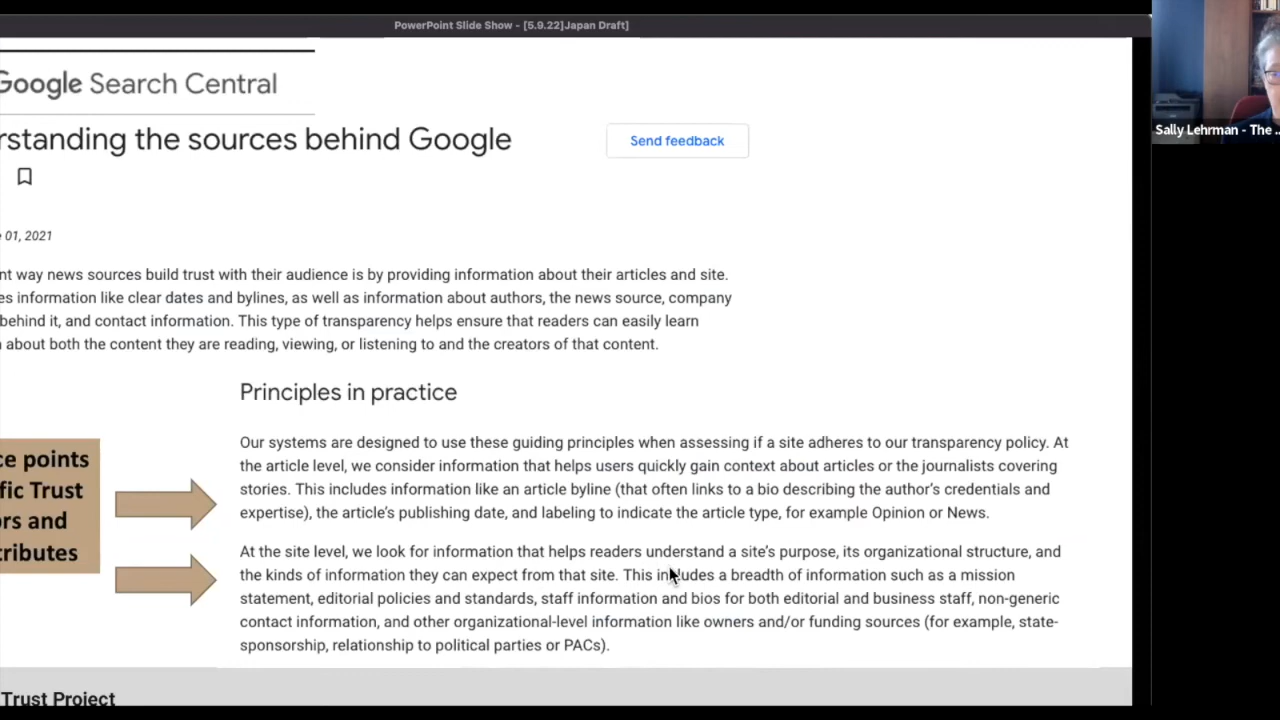 PowerPoint Slide Show - [5.9.22]Japan Draft]
Google Search Central
rstanding the sources behind Google
Send feedback
01, 2021
nt way news sources build trust with their audience is by providing information about their articles and site.
es information like clear dates and bylines, as well as information about authors, the news source, company
behind it, and contact information. This type of transparency helps ensure that readers can easily learn
about both the content they are reading, viewing, or listening to and the creators of that content.
Principles in practice
Our systems are designed to use these guiding principles when assessing if a site adheres to our transparency policy. At
the article level, we consider information that helps users quickly gain context about articles or the journalists covering
stories. This includes information like an article byline (that often links to a bio describing the author's credentials and
expertise), the article's publishing date, and labeling to indicate the article type, for example Opinion or News.
At the site level, we look for information that helps readers understand a site's purpose, its organizational structure, and
the kinds of information they can expect from that site. This includes a breadth of information such as a mission
statement, editorial policies and standards, staff information and bios for both editorial and business staff, non-generic
contact information, and other organizational-level information like owners and/or funding sources (for example, state-
sponsorship, relationship to political parties or PACs).
ce points
fic Trust
ors and
tributes
Trust Project
Sally Lehrman - The ...